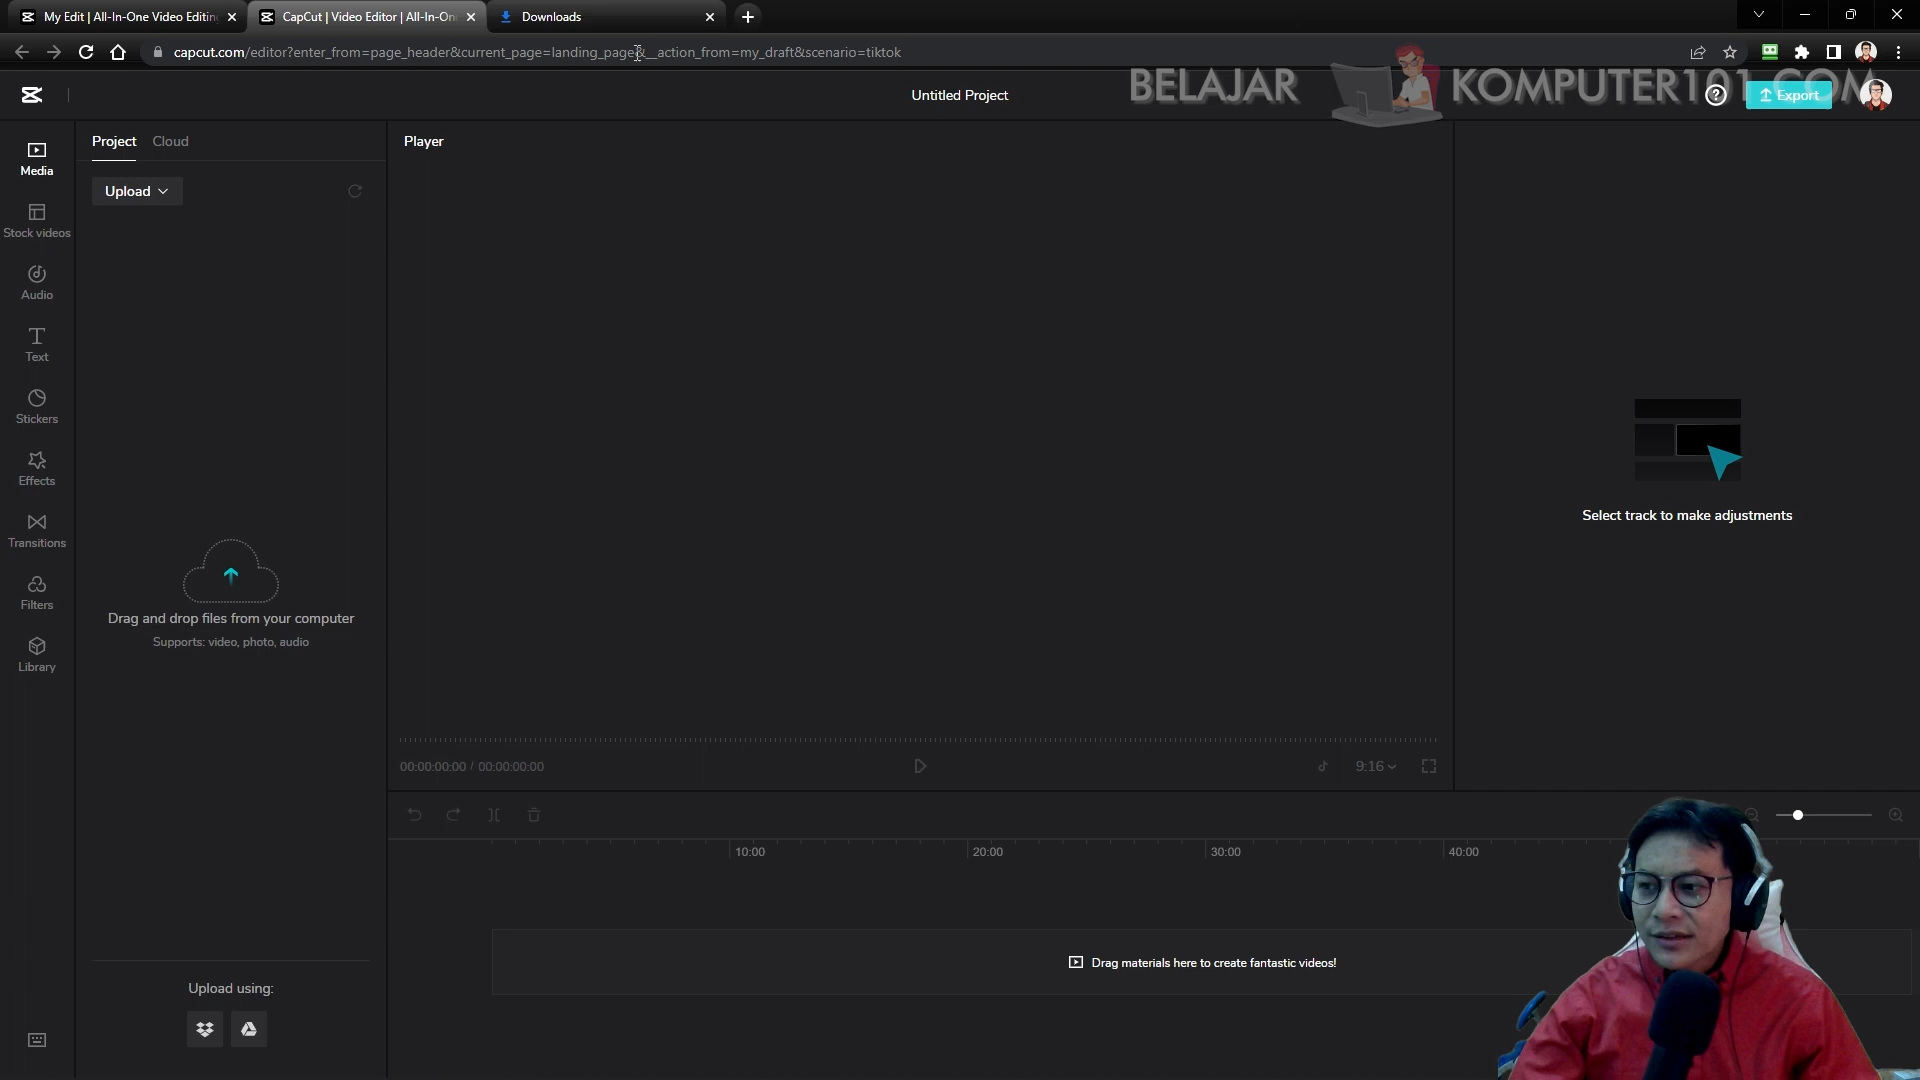 My Edit | All-In-One Video Editin
CapCut | Video Editor | All-In-On
Downloads
capcut.com/editor?enter_from=page_header&current_page=landing_page&__action_from=my_draft&scenario=tiktok
BELAJAR KOMPUTER101.COM
Untitled Project
Export
Project
Cloud
Player
Media
Upload
Stock videos
Audio
Text
Stickers
Effects
Select track to make adjustments
Transitions
Filters
Drag and drop files from your computer
Supports: video, photo, audio
Library
00:00:00:00 / 00:00:00:00
9:16
10:00
20:00
30:00
40:00
Drag materials here to create fantastic videos!
Upload using: